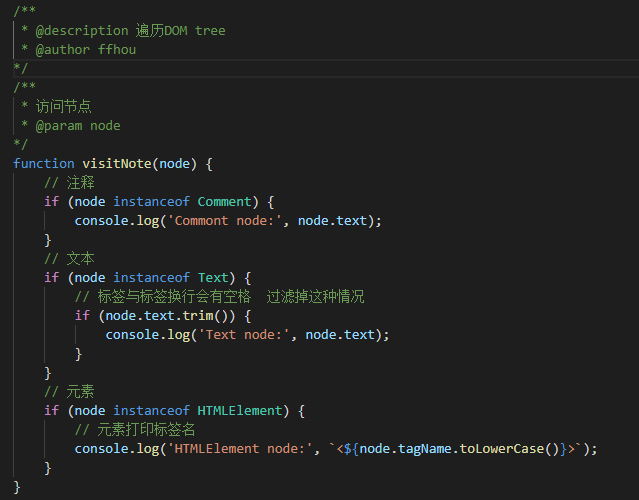 /**
 * @description 遍历DOM tree
 * @author ffhou
*/
/**
 * 访问节点
 * @param node
*/
function visitNote(node) {
    // 注释
    if (node instanceof Comment) {
        console.log('Commont node:', node.text);
    }
    // 文本
    if (node instanceof Text) {
        // 标签与标签换行会有空格  过滤掉这种情况
        if (node.text.trim()) {
            console.log('Text node:', node.text);
        }
    }
    // 元素
    if (node instanceof HTMLElement) {
        // 元素打印标签名
        console.log('HTMLElement node:', `<${node.tagName.toLowerCase()}>`);
    }
}